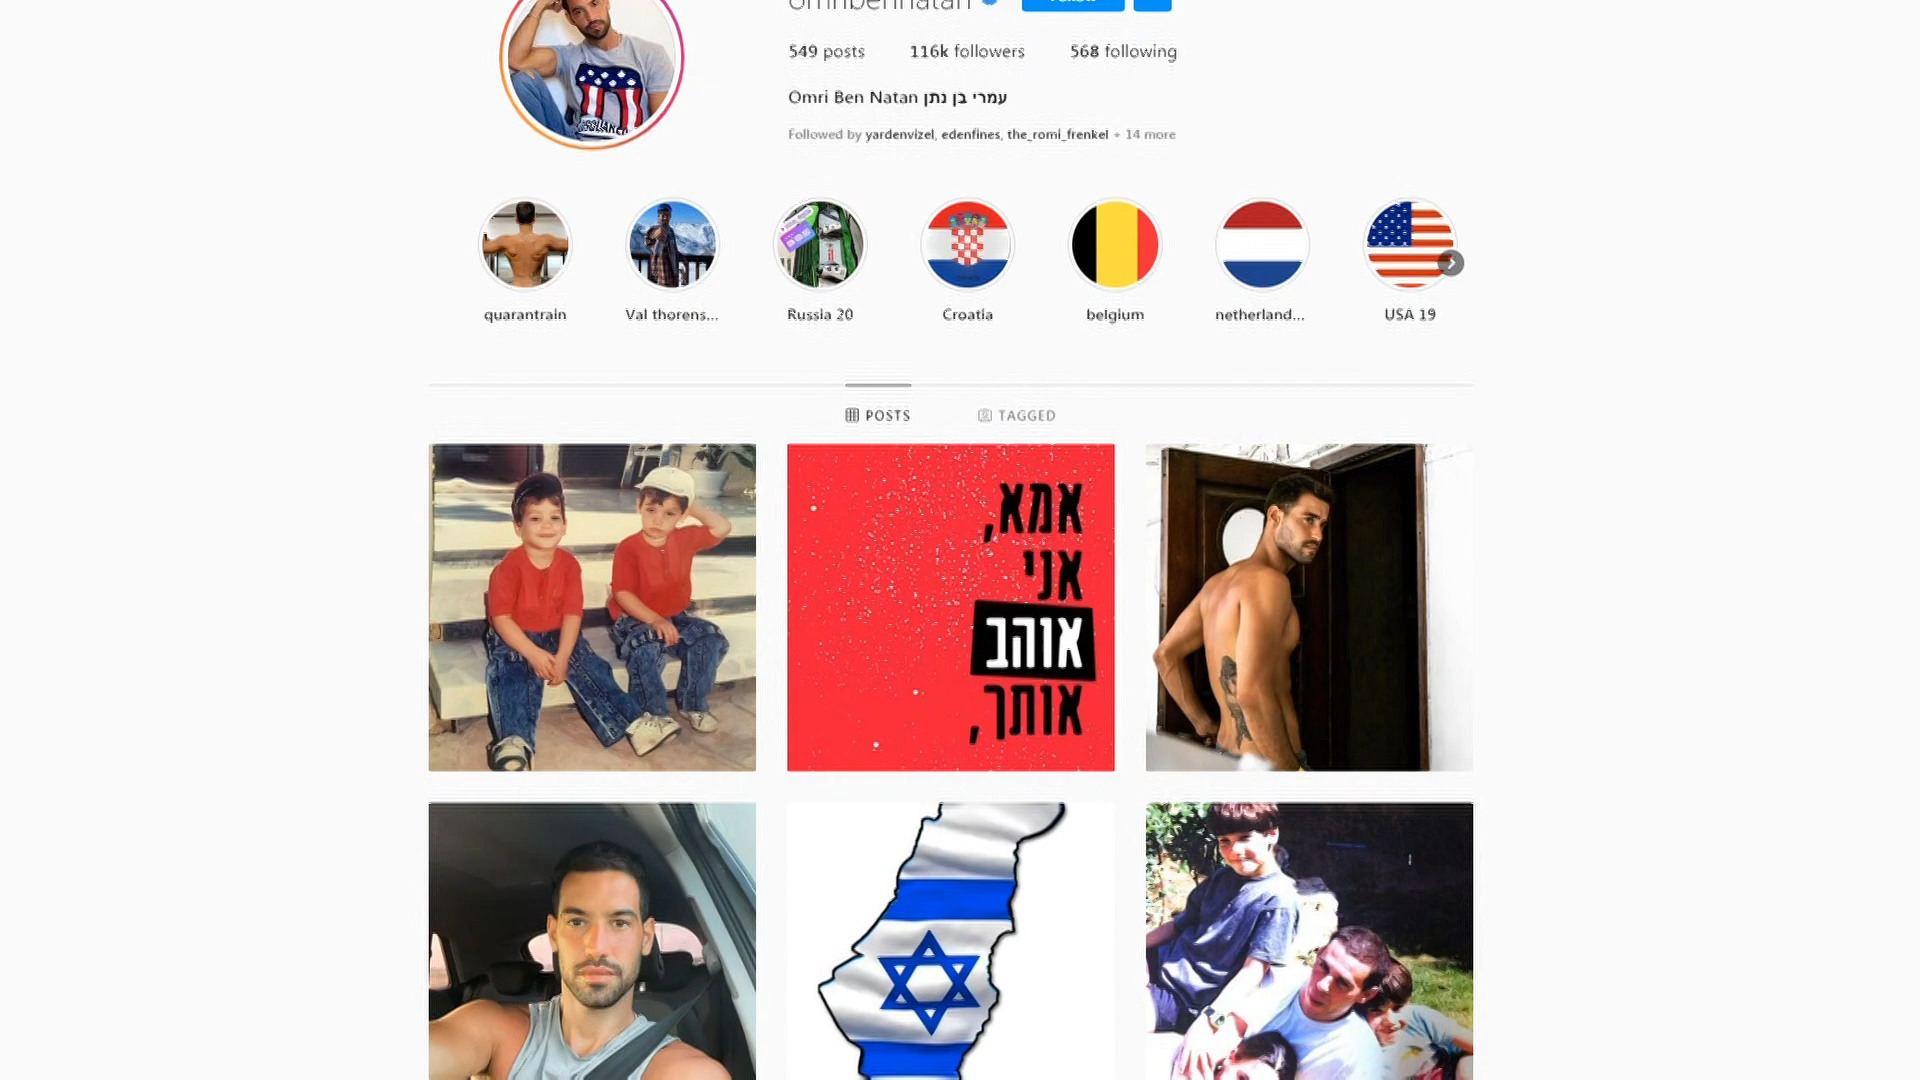 omribennatan
549 posts 116k followers 568 following
Omri Ben Natan עמרי בן נתן
Followed by yardenvizel, edenfines, the_romi_frenkel • 14 more
quarantrain Val thorens... Russia 20 Croatia belgium netherland... USA 19
POSTS TAGGED
אמא,
אני
אוהב
אותך,